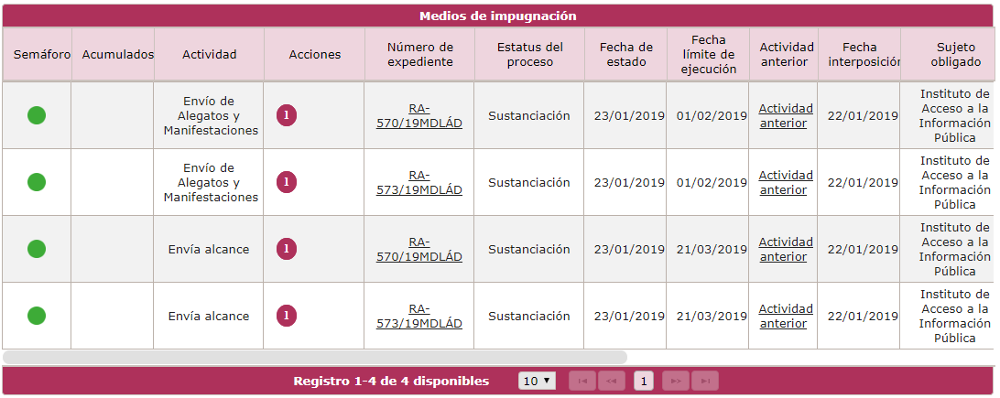 Medios de impugnación
Semáforo Acumulados Actividad Acciones Número de expediente Estatus del proceso Fecha de estado Fecha límite de ejecución Actividad anterior Fecha interposición Sujeto obligado
Envío de Alegatos y Manifestaciones 1 RA-570/19MDLÁD Sustanciación 23/01/2019 01/02/2019 Actividad anterior 22/01/2019 Instituto de Acceso a la Información Pública
Envío de Alegatos y Manifestaciones 1 RA-573/19MDLÁD Sustanciación 23/01/2019 01/02/2019 Actividad anterior 22/01/2019 Instituto de Acceso a la Información Pública
Envía alcance 1 RA-570/19MDLÁD Sustanciación 23/01/2019 21/03/2019 Actividad anterior 22/01/2019 Instituto de Acceso a la Información Pública
Envía alcance 1 RA-573/19MDLÁD Sustanciación 23/01/2019 21/03/2019 Actividad anterior 22/01/2019 Instituto de Acceso a la Información Pública
Registro 1-4 de 4 disponibles 10 1